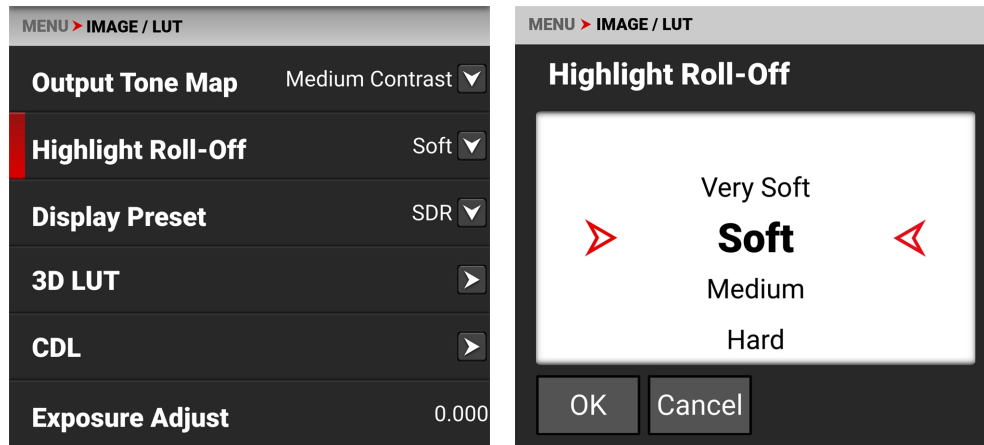 MENU > IMAGE / LUT
Output Tone Map Medium Contrast
Highlight Roll-Off Soft
Display Preset SDR
3D LUT
CDL
Exposure Adjust 0.000
MENU > IMAGE / LUT
Highlight Roll-Off
Very Soft
Soft
Medium
Hard
OK Cancel